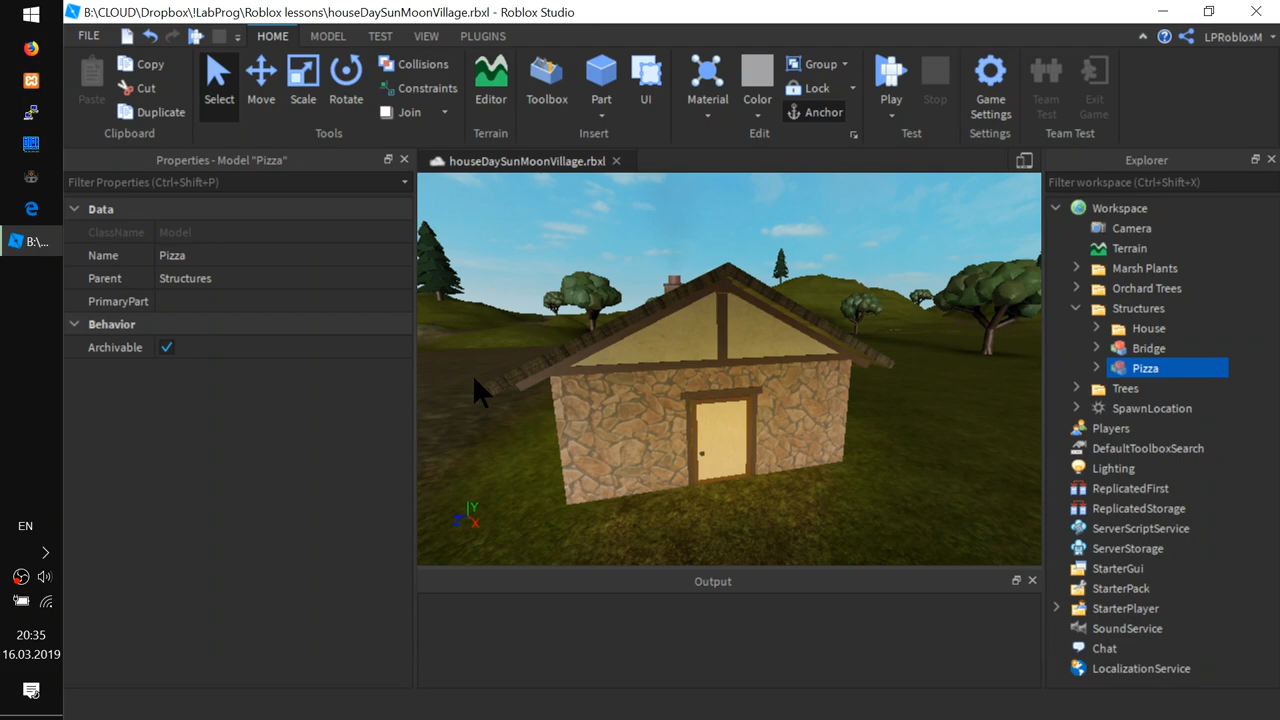 B:\CLOUD\Dropbox\!LabProg\Roblox lessons\houseDaySunMoonVillage.rbxl - Roblox Studio
FILE HOME MODEL TEST VIEW PLUGINS LPRobloxM
Paste Copy Cut Duplicate Clipboard
Select Move Scale Rotate Collisions Constraints Join Tools
Editor Terrain
Toolbox Part UI Insert
Material Color Group Lock Anchor Edit
Play Stop Test
Game Settings Settings
Team Test Exit Game Team Test
Properties - Model "Pizza"
Filter Properties (Ctrl+Shift+P)
Data
ClassName Model
Name Pizza
Parent Structures
PrimaryPart
Behavior
Archivable
houseDaySunMoonVillage.rbxl
Y
Z
X
Output
Explorer
Filter workspace (Ctrl+Shift+X)
Workspace
Camera
Terrain
Marsh Plants
Orchard Trees
Structures
House
Bridge
Pizza
Trees
SpawnLocation
Players
DefaultToolboxSearch
Lighting
ReplicatedFirst
ReplicatedStorage
ServerScriptService
ServerStorage
StarterGui
StarterPack
StarterPlayer
SoundService
Chat
LocalizationService
B:\...
EN
20:35
16.03.2019